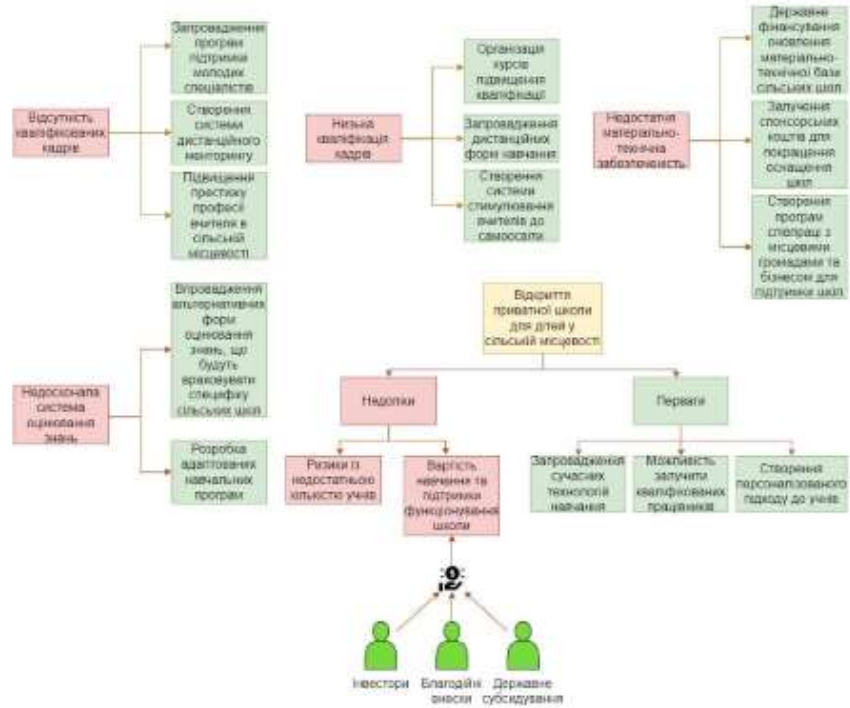 Запровадження
програм
підтримки
молодих
спеціалістів
Відсутність
кваліфікованих
кадрів
Створення
системи
дистанційного
менторингу
Підвищення
престижу
професії
вчителя в
сільській
місцевості
Організація
курсів
підвищення
кваліфікації
Низька
кваліфікація
кадрів
Запровадження
дистанційних
форм навчання
Створення
системи
стимулювання
вчителів до
самоосвіти
Державне
фінансування
оновлення
матеріально-
технічної бази
сільських шкіл
Недостатня
матеріально-
технічна
забезпеченість
Залучення
спонсорських
коштів для
покращення
оснащення
шкіл
Створення
програм
співпраці з
місцевими
громадами та
бізнесом для
підтримки шкіл
Впровадження
альтернативних
форм
оцінювання
знань, що
будуть
враховувати
специфіку
сільських шкіл
Недосконала
система
оцінювання
знань
Розробка
адаптованих
навчальних
програм
Відкриття
приватної школи
для дітей у
сільській місцевості
Недоліки
Переваги
Ризики із
недостатньою
кількістю учнів
Вартість
навчання та
підтримки
функціонування
школи
Запровадження
сучасних
технологій
навчання
Можливість
залучити
кваліфікованих
працівників
Створення
персоналізованого
підходу до учнів
Інвестори
Благодійні
внески
Державне
субсидування